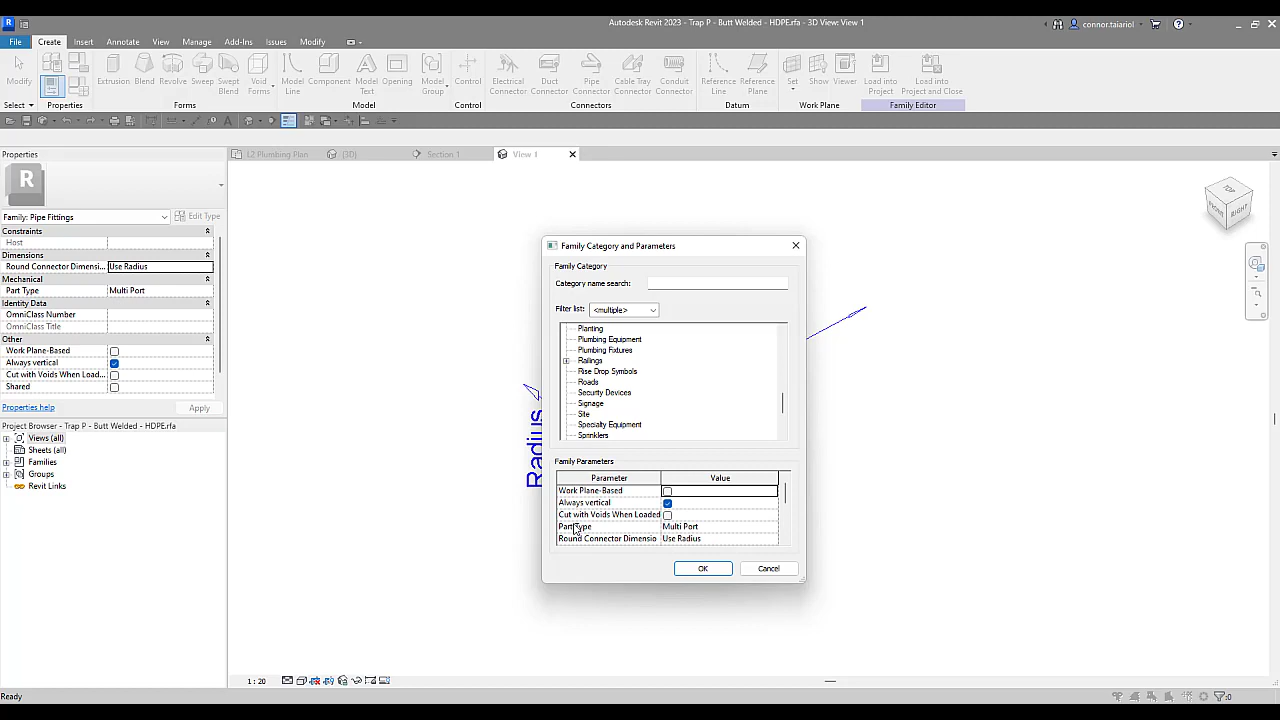 Autodesk Revit 2023 - Trap P - Butt Welded - HDPE.rfa - 3D View: View 1
connor.taiariol
File Create Insert Annotate View Manage Add-Ins Issues Modify
Modify Extrusion Blend Revolve Sweep Swept Blend Void Forms Model Line Component Model Text Opening Model Group Control Electrical Connector Duct Connector Pipe Connector Cable Tray Connector Conduit Connector Reference Line Reference Plane Set Show Viewer Load into Project Load into Project and Close
Select Properties Forms Model Control Connectors Datum Work Plane Family Editor
Properties
L2 Plumbing Plan {3D} Section 1 View 1
R
Family: Pipe Fittings Edit Type
Constraints
Host
Dimensions
Round Connector Dimensi... Use Radius
Mechanical
Part Type Multi Port
Identity Data
OmniClass Number
OmniClass Title
Other
Work Plane-Based
Always vertical
Cut with Voids When Load...
Shared
Properties help Apply
Project Browser - Trap P - Butt Welded - HDPE.rfa
Views (all)
Sheets (all)
Families
Groups
Revit Links
TOP
FRONT
RIGHT
Radius
Family Category and Parameters
Family Category
Category name search:
Filter list: <multiple>
Planting
Plumbing Equipment
Plumbing Fixtures
Railings
Rise Drop Symbols
Roads
Security Devices
Signage
Site
Specialty Equipment
Sprinklers
Family Parameters
Parameter Value
Work Plane-Based
Always vertical
Cut with Voids When Loaded
Part Type Multi Port
Round Connector Dimensio Use Radius
OK Cancel
1 : 20
Ready
:0